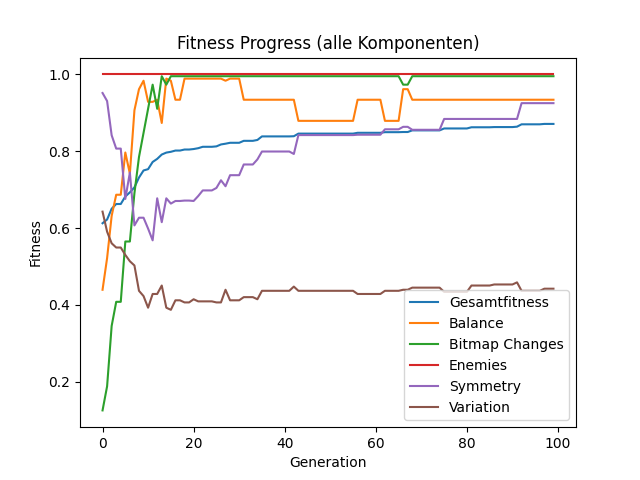 Fitness Progress (alle Komponenten)
Fitness
1.0
0.8
0.6
0.4
0.2
0
20
40
60
80
100
Generation
Gesamtfitness
Balance
Bitmap Changes
Enemies
Symmetry
Variation